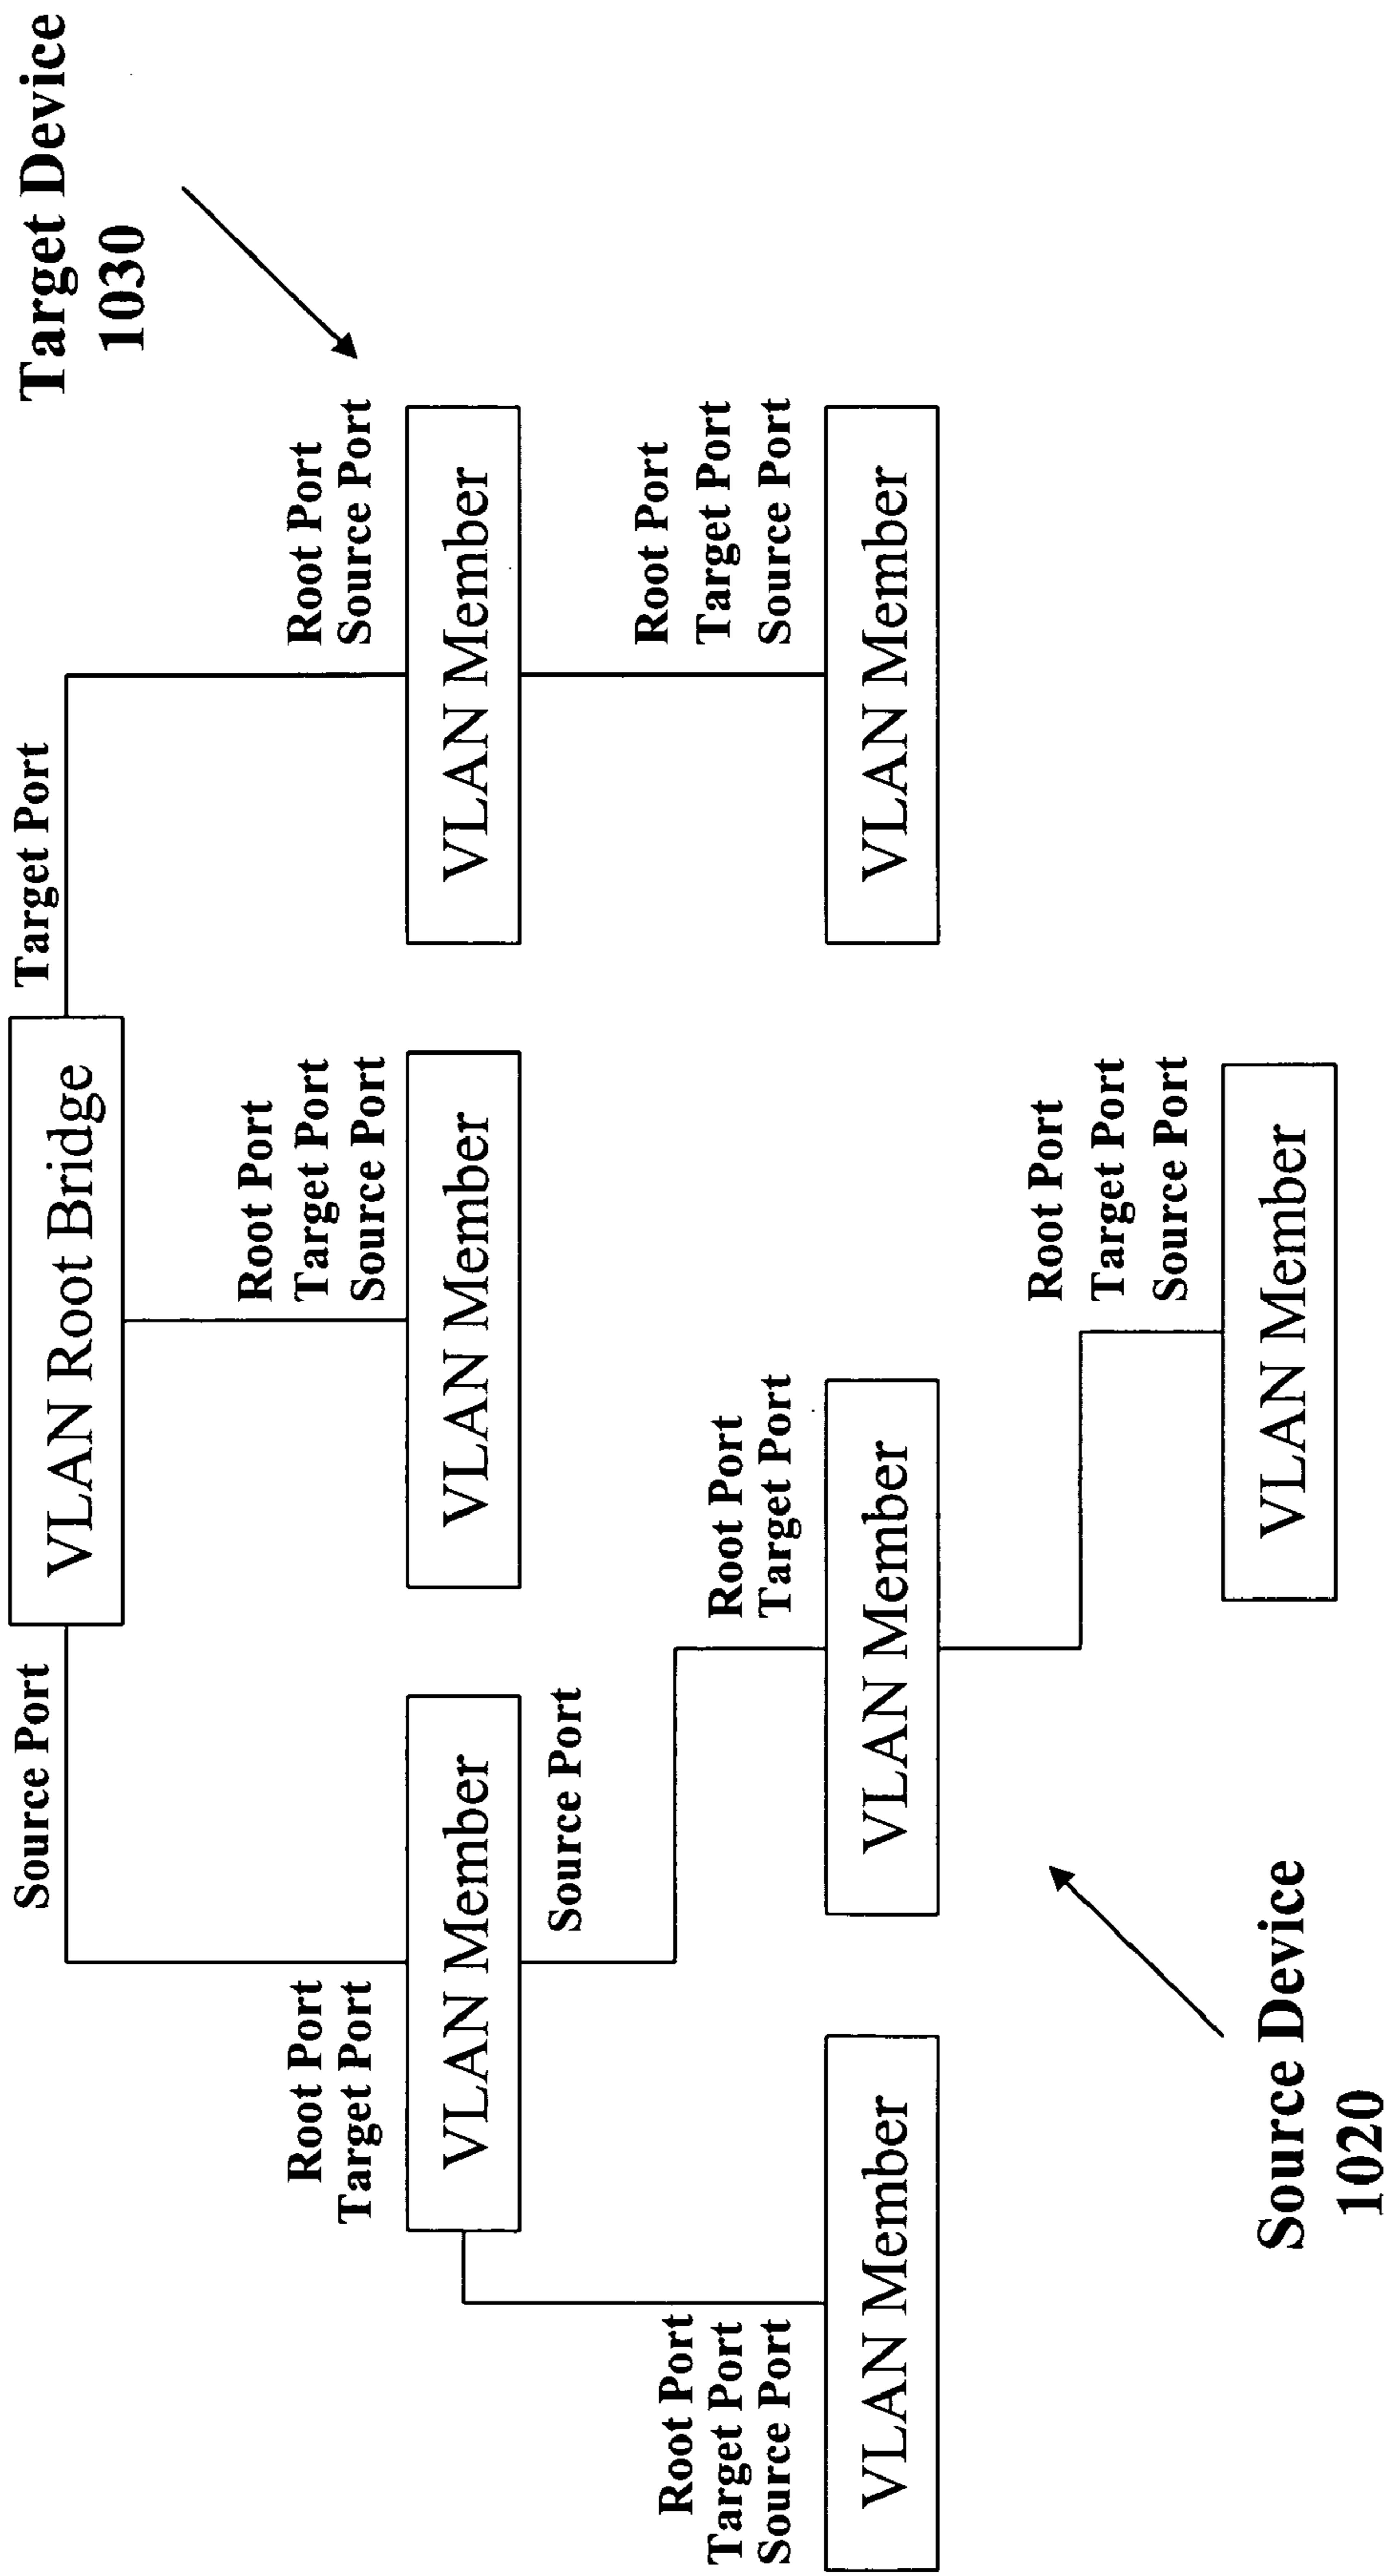 Target Device
1030
Source Port
VLAN Root Bridge
Target Port
Root Port
Target Port
VLAN Member
Root Port
Target Port
Source Port
VLAN Member
Root Port
Source Port
VLAN Member
Source Port
Root Port
Target Port
Source Port
VLAN Member
Root Port
Target Port
VLAN Member
Root Port
Target Port
Source Port
VLAN Member
Root Port
Target Port
Source Port
VLAN Member
Source Device
1020